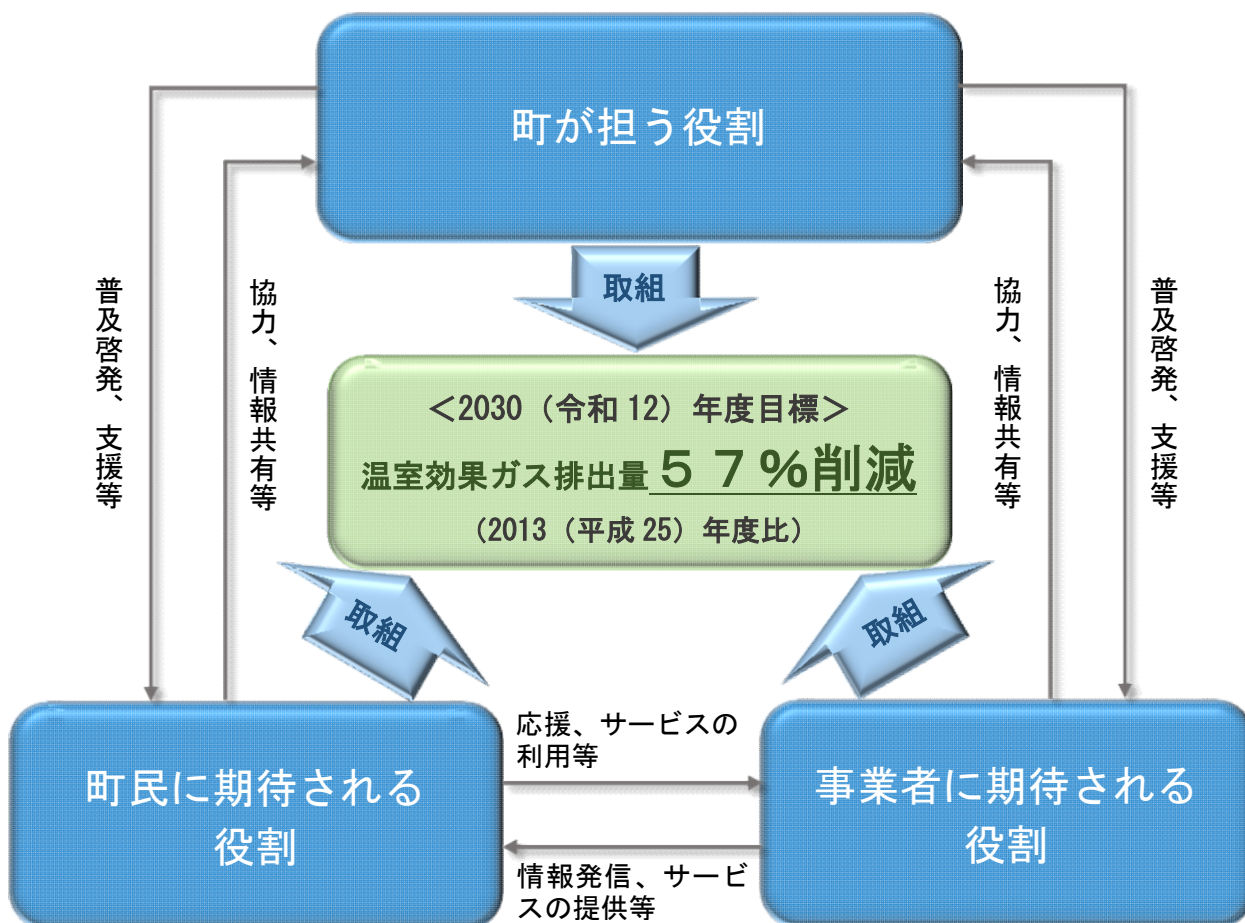 町が担う役割
取組
普及啓発、支援等
協力、情報共有等
協力、情報共有等
普及啓発、支援等
＜2030（令和 12）年度目標＞
温室効果ガス排出量５７％削減
（2013（平成 25）年度比）
取組
取組
町民に期待される
役割
応援、サービスの
利用等
情報発信、サービ
スの提供等
事業者に期待される
役割